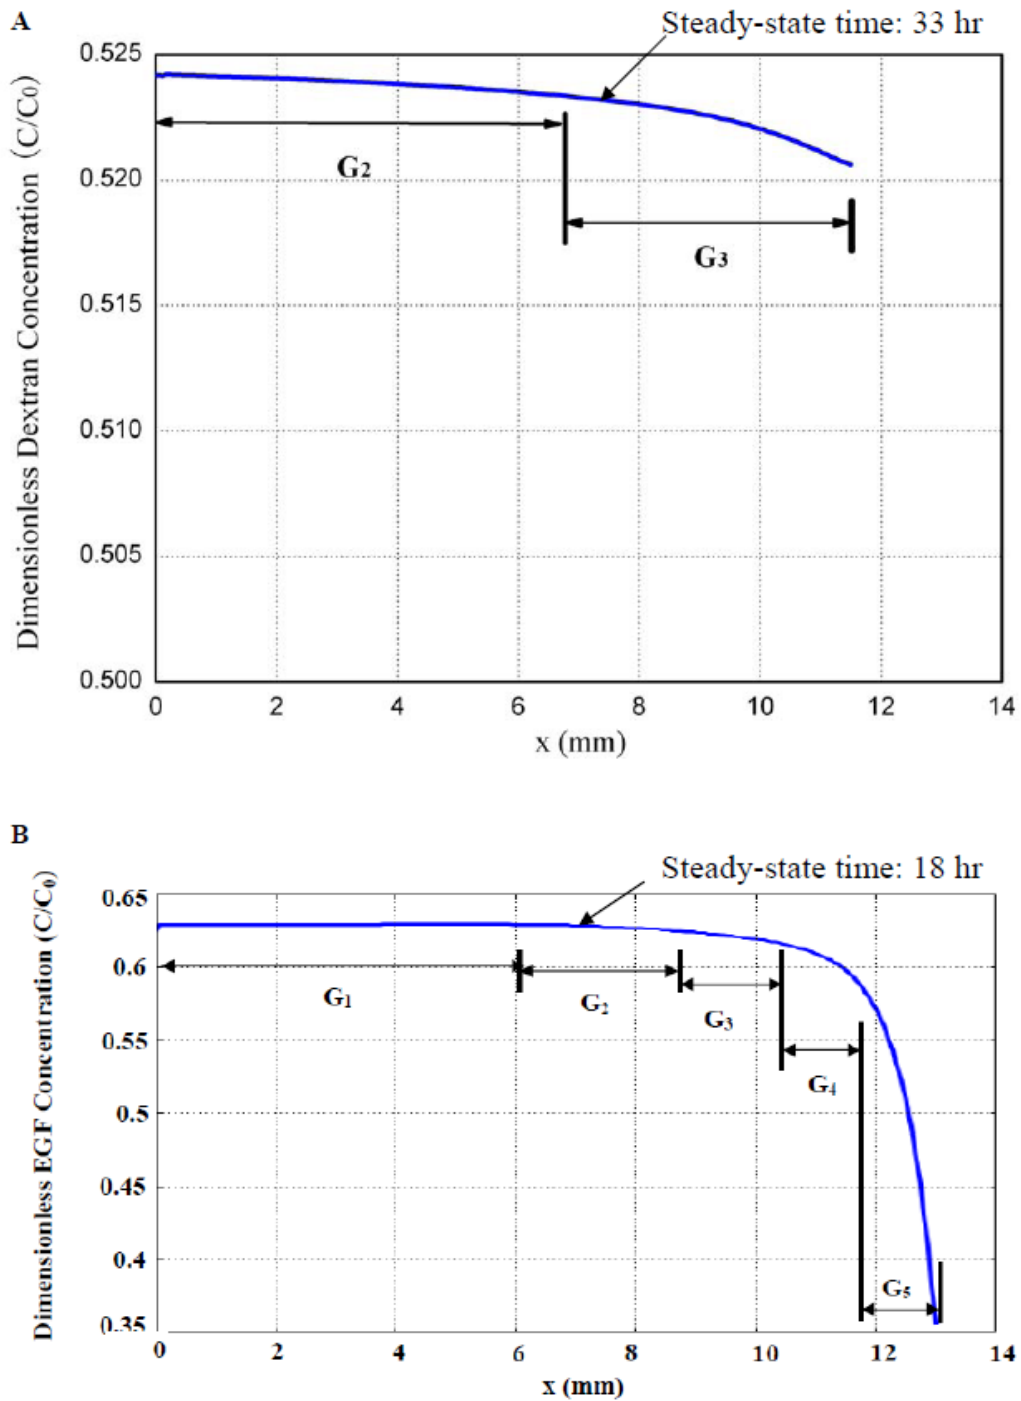 A
Steady-state time: 33 hr
0.525
G2
0.520
G3
0.515
0.510
0.505
0.500
0 2 4 6 8 10 12 14
x (mm)
Dimensionless Dextran Concentration (C/C0)
B
Steady-state time: 18 hr
0.65
0.6
G1
G2
G3
0.55
G4
0.5
0.45
0.4
G5
0.35
0 2 4 6 8 10 12 14
x (mm)
Dimensionless EGF Concentration (C/C0)